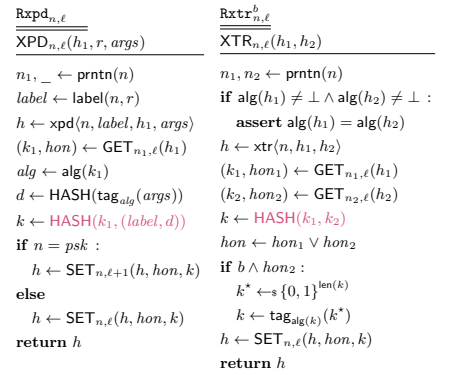 Rxpd_{n,ℓ}
XPD_{n,ℓ}(h_1, r, args)
n_1, _ ← prntn(n)
label ← label(n, r)
h ← xpd⟨n, label, h_1, args⟩
(k_1, hon) ← GET_{n_1,ℓ}(h_1)
alg ← alg(k_1)
d ← HASH(tag_{alg}(args))
k ← HASH(k_1, (label, d))
if n = psk :
h ← SET_{n,ℓ+1}(h, hon, k)
else
h ← SET_{n,ℓ}(h, hon, k)
return h
Rxtr^b_{n,ℓ}
XTR_{n,ℓ}(h_1, h_2)
n_1, n_2 ← prntn(n)
if alg(h_1) ≠ ⊥ ∧ alg(h_2) ≠ ⊥ :
assert alg(h_1) = alg(h_2)
h ← xtr⟨n, h_1, h_2⟩
(k_1, hon_1) ← GET_{n_1,ℓ}(h_1)
(k_2, hon_2) ← GET_{n_2,ℓ}(h_2)
k ← HASH(k_1, k_2)
hon ← hon_1 ∨ hon_2
if b ∧ hon_2 :
k^⋆ ←$ {0, 1}^{len(k)}
k ← tag_{alg(k)}(k^⋆)
h ← SET_{n,ℓ}(h, hon, k)
return h